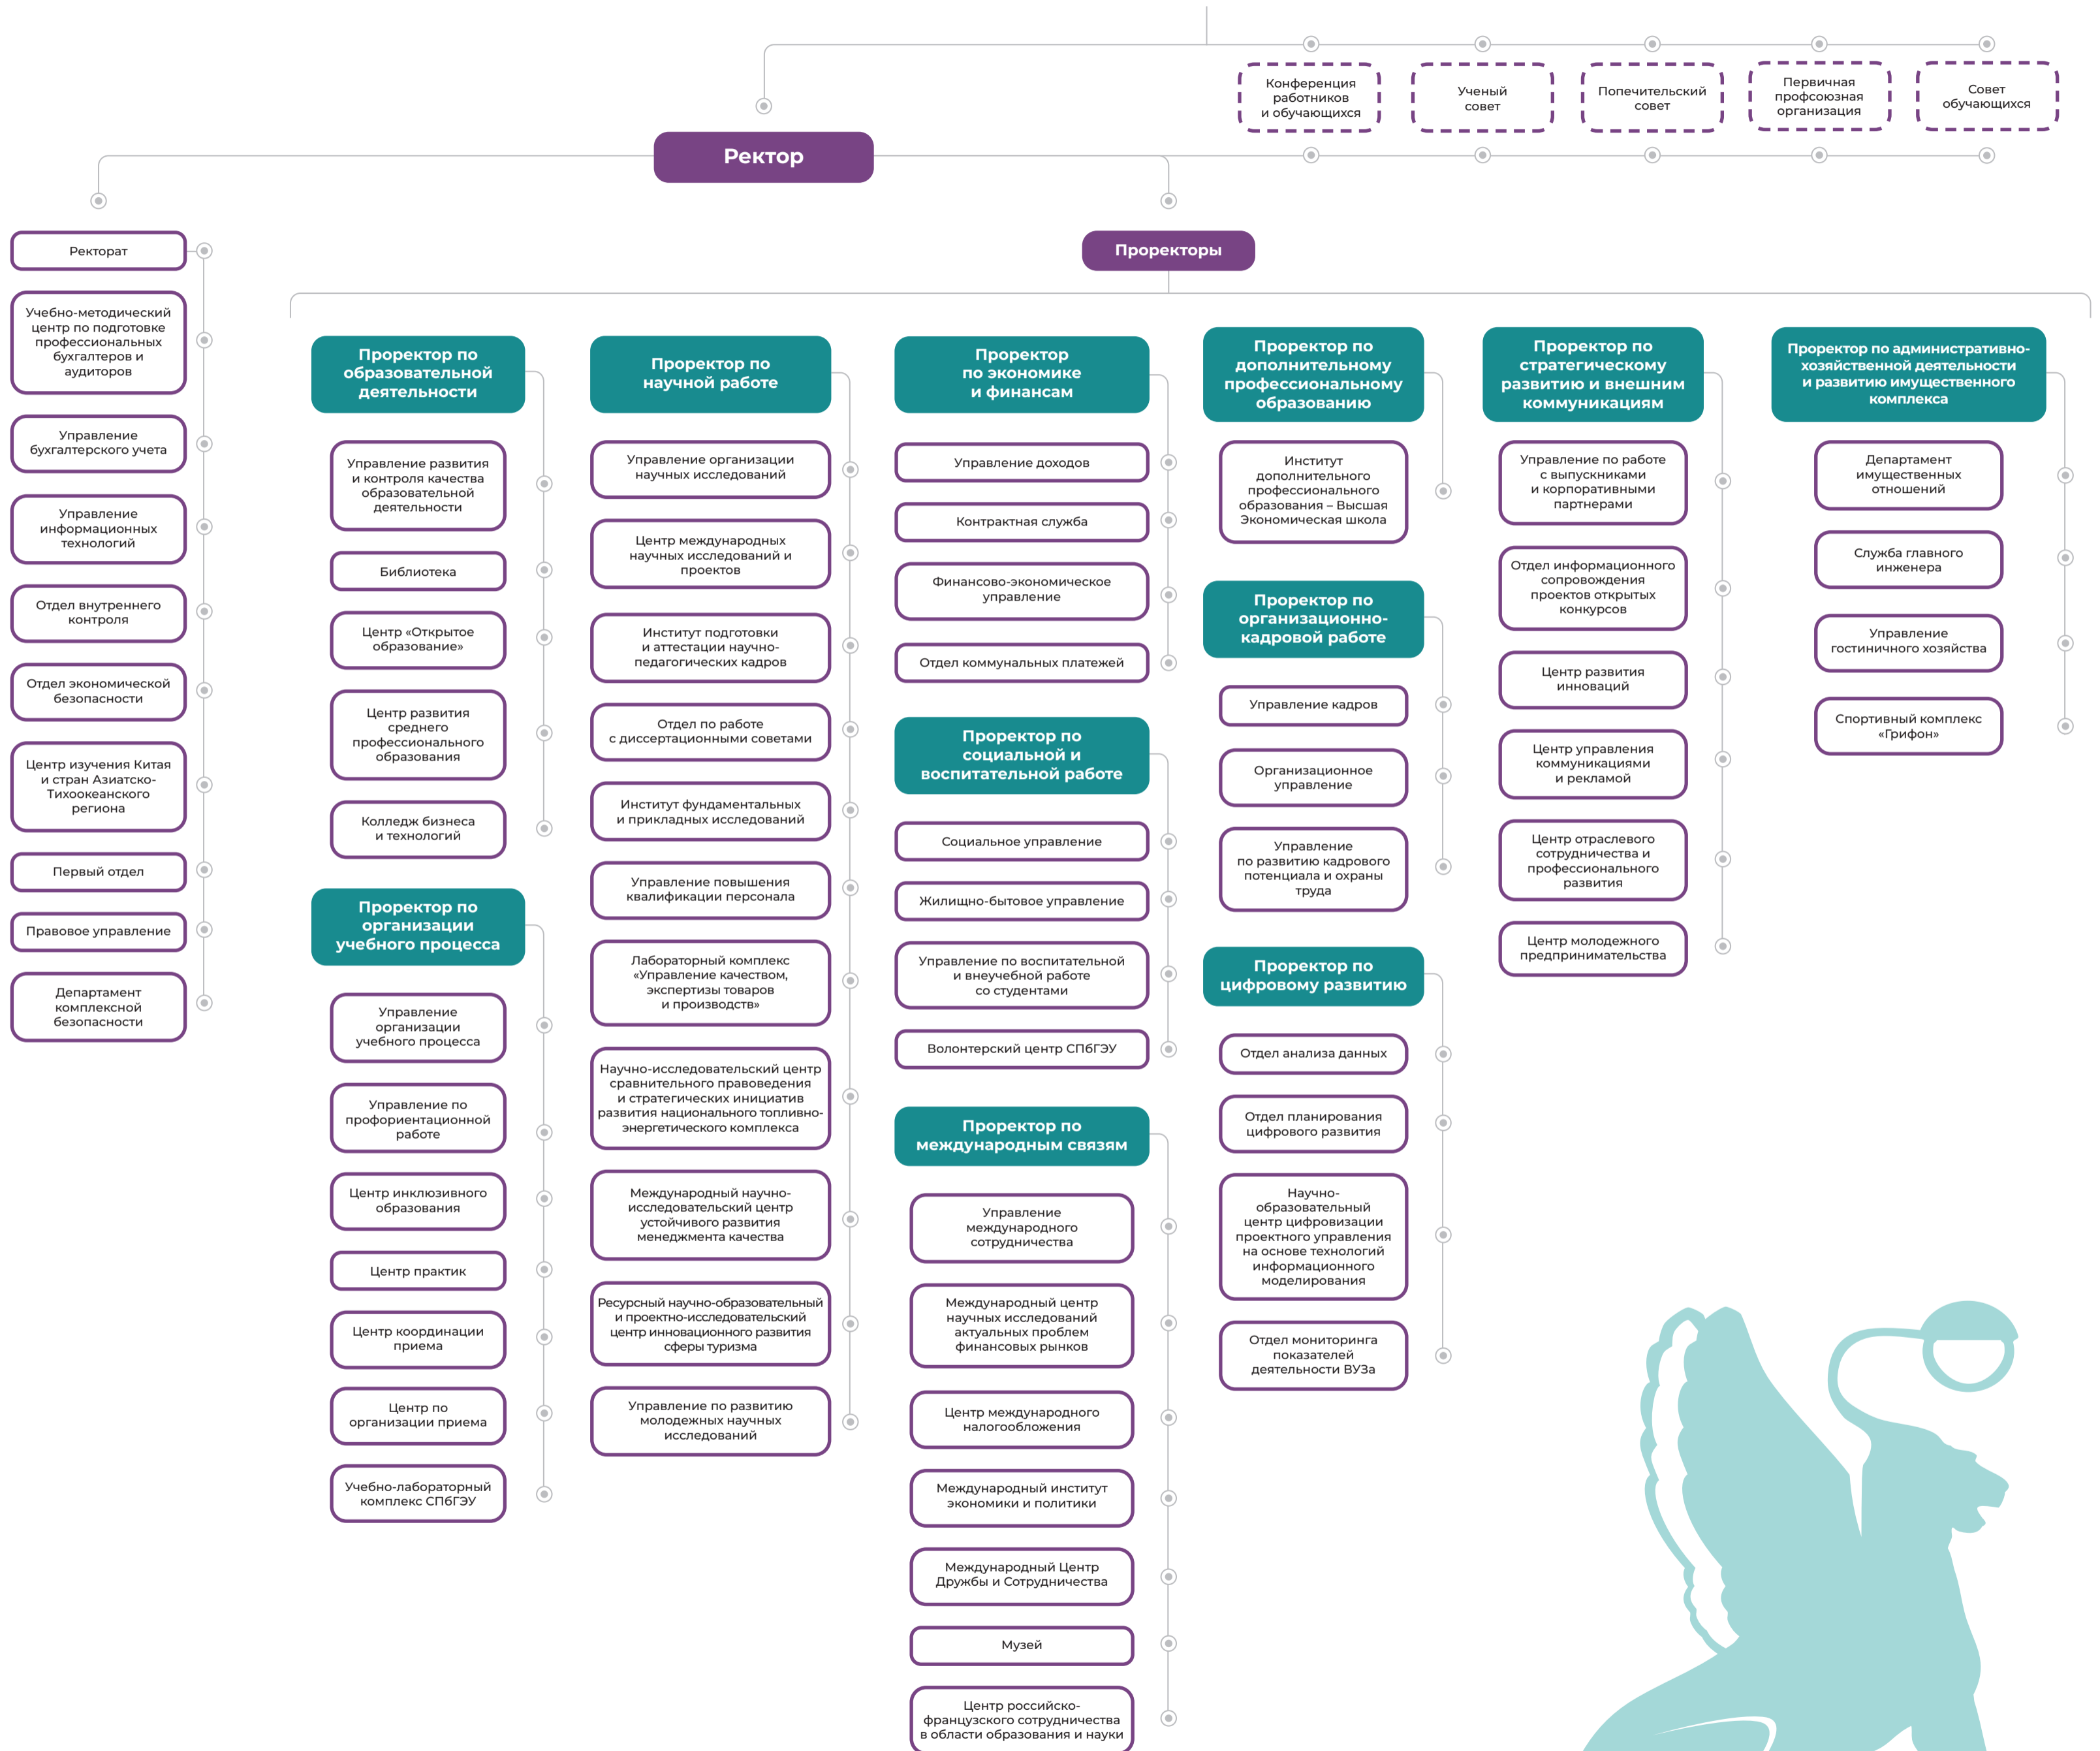 Конференция
работников
и обучающихся
Ученый
совет
Попечительский
совет
Первичная
профсоюзная
организация
Совет
обучающихся
Ректор
Проректоры
Ректорат
Учебно-методический
центр по подготовке
профессиональных
бухгалтеров и
аудиторов
Управление
бухгалтерского учета
Управление
информационных
технологий
Отдел внутреннего
контроля
Отдел экономической
безопасности
Центр изучения Китая
и стран Азиатско-
Тихоокеанского
региона
Первый отдел
Правовое управление
Департамент
комплексной
безопасности
Проректор по
образовательной
деятельности
Управление развития
и контроля качества
образовательной
деятельности
Библиотека
Центр «Открытое
образование»
Центр развития
среднего
профессионального
образования
Колледж бизнеса
и технологий
Проректор по
организации
учебного процесса
Управление
организации
учебного процесса
Управление по
профориентационной
работе
Центр инклюзивного
образования
Центр практик
Центр координации
приема
Центр по
организации приема
Учебно-лабораторный
комплекс СПбГЭУ
Проректор по
научной работе
Управление организации
научных исследований
Центр международных
научных исследований и
проектов
Институт подготовки
и аттестации научно-
педагогических кадров
Отдел по работе
с диссертационными советами
Институт фундаментальных
и прикладных исследований
Управление повышения
квалификации персонала
Лабораторный комплекс
«Управление качеством,
экспертизы товаров
и производств»
Научно-исследовательский центр
сравнительного правоведения
и стратегических инициатив
развития национального топливно-
энергетического комплекса
Международный научно-
исследовательский центр
устойчивого развития
менеджмента качества
Ресурсный научно-образовательный
и проектно-исследовательский
центр инновационного развития
сферы туризма
Управление по развитию
молодежных научных
исследований
Проректор
по экономике
и финансам
Управление доходов
Контрактная служба
Финансово-экономическое
управление
Отдел коммунальных платежей
Проректор по
социальной и
воспитательной работе
Социальное управление
Жилищно-бытовое управление
Управление по воспитательной
и внеучебной работе
со студентами
Волонтерский центр СПбГЭУ
Проректор по
международным связям
Управление
международного
сотрудничества
Международный центр
научных исследований
актуальных проблем
финансовых рынков
Центр международного
налогообложения
Международный институт
экономики и политики
Международный Центр
Дружбы и Сотрудничества
Музей
Центр российско-
французского сотрудничества
в области образования и науки
Проректор по
дополнительному
профессиональному
образованию
Институт
дополнительного
профессионального
образования – Высшая
Экономическая школа
Проректор по
организационно-
кадровой работе
Управление кадров
Организационное
управление
Управление
по развитию кадрового
потенциала и охраны
труда
Проректор по
цифровому развитию
Отдел анализа данных
Отдел планирования
цифрового развития
Научно-
образовательный
центр цифровизации
проектного управления
на основе технологий
информационного
моделирования
Отдел мониторинга
показателей
деятельности ВУЗа
Проректор по
стратегическому
развитию и внешним
коммуникациям
Управление по работе
с выпускниками
и корпоративными
партнерами
Отдел информационного
сопровождения
проектов открытых
конкурсов
Центр развития
инноваций
Центр управления
коммуникациями
и рекламой
Центр отраслевого
сотрудничества и
профессионального
развития
Центр молодежного
предпринимательства
Проректор по административно-
хозяйственной деятельности
и развитию имущественного
комплекса
Департамент
имущественных
отношений
Служба главного
инженера
Управление
гостиничного хозяйства
Спортивный комплекс
«Грифон»